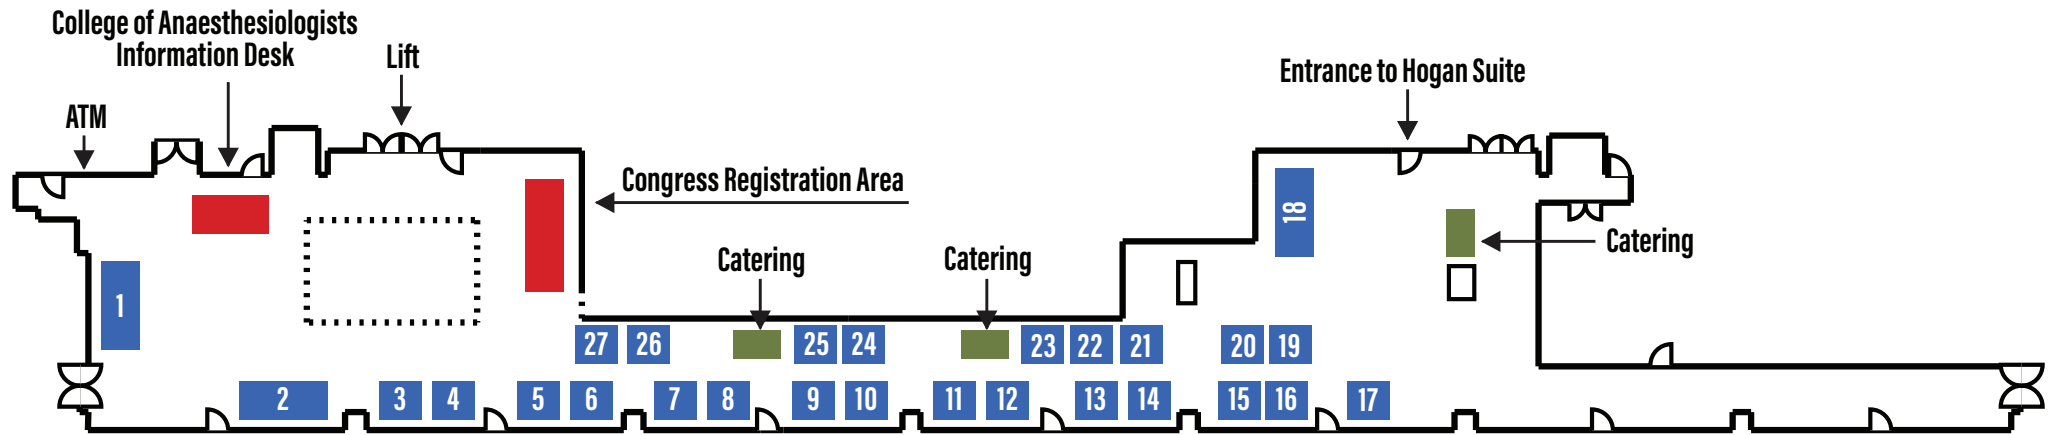 College of Anaesthesiologists
Information Desk
Lift
ATM
Entrance to Hogan Suite
Congress Registration Area
Catering
Catering
Catering
18
1
27 26 25 24 23 22 21 20 19
2 3 4 5 6 7 8 9 10 11 12 13 14 15 16 17